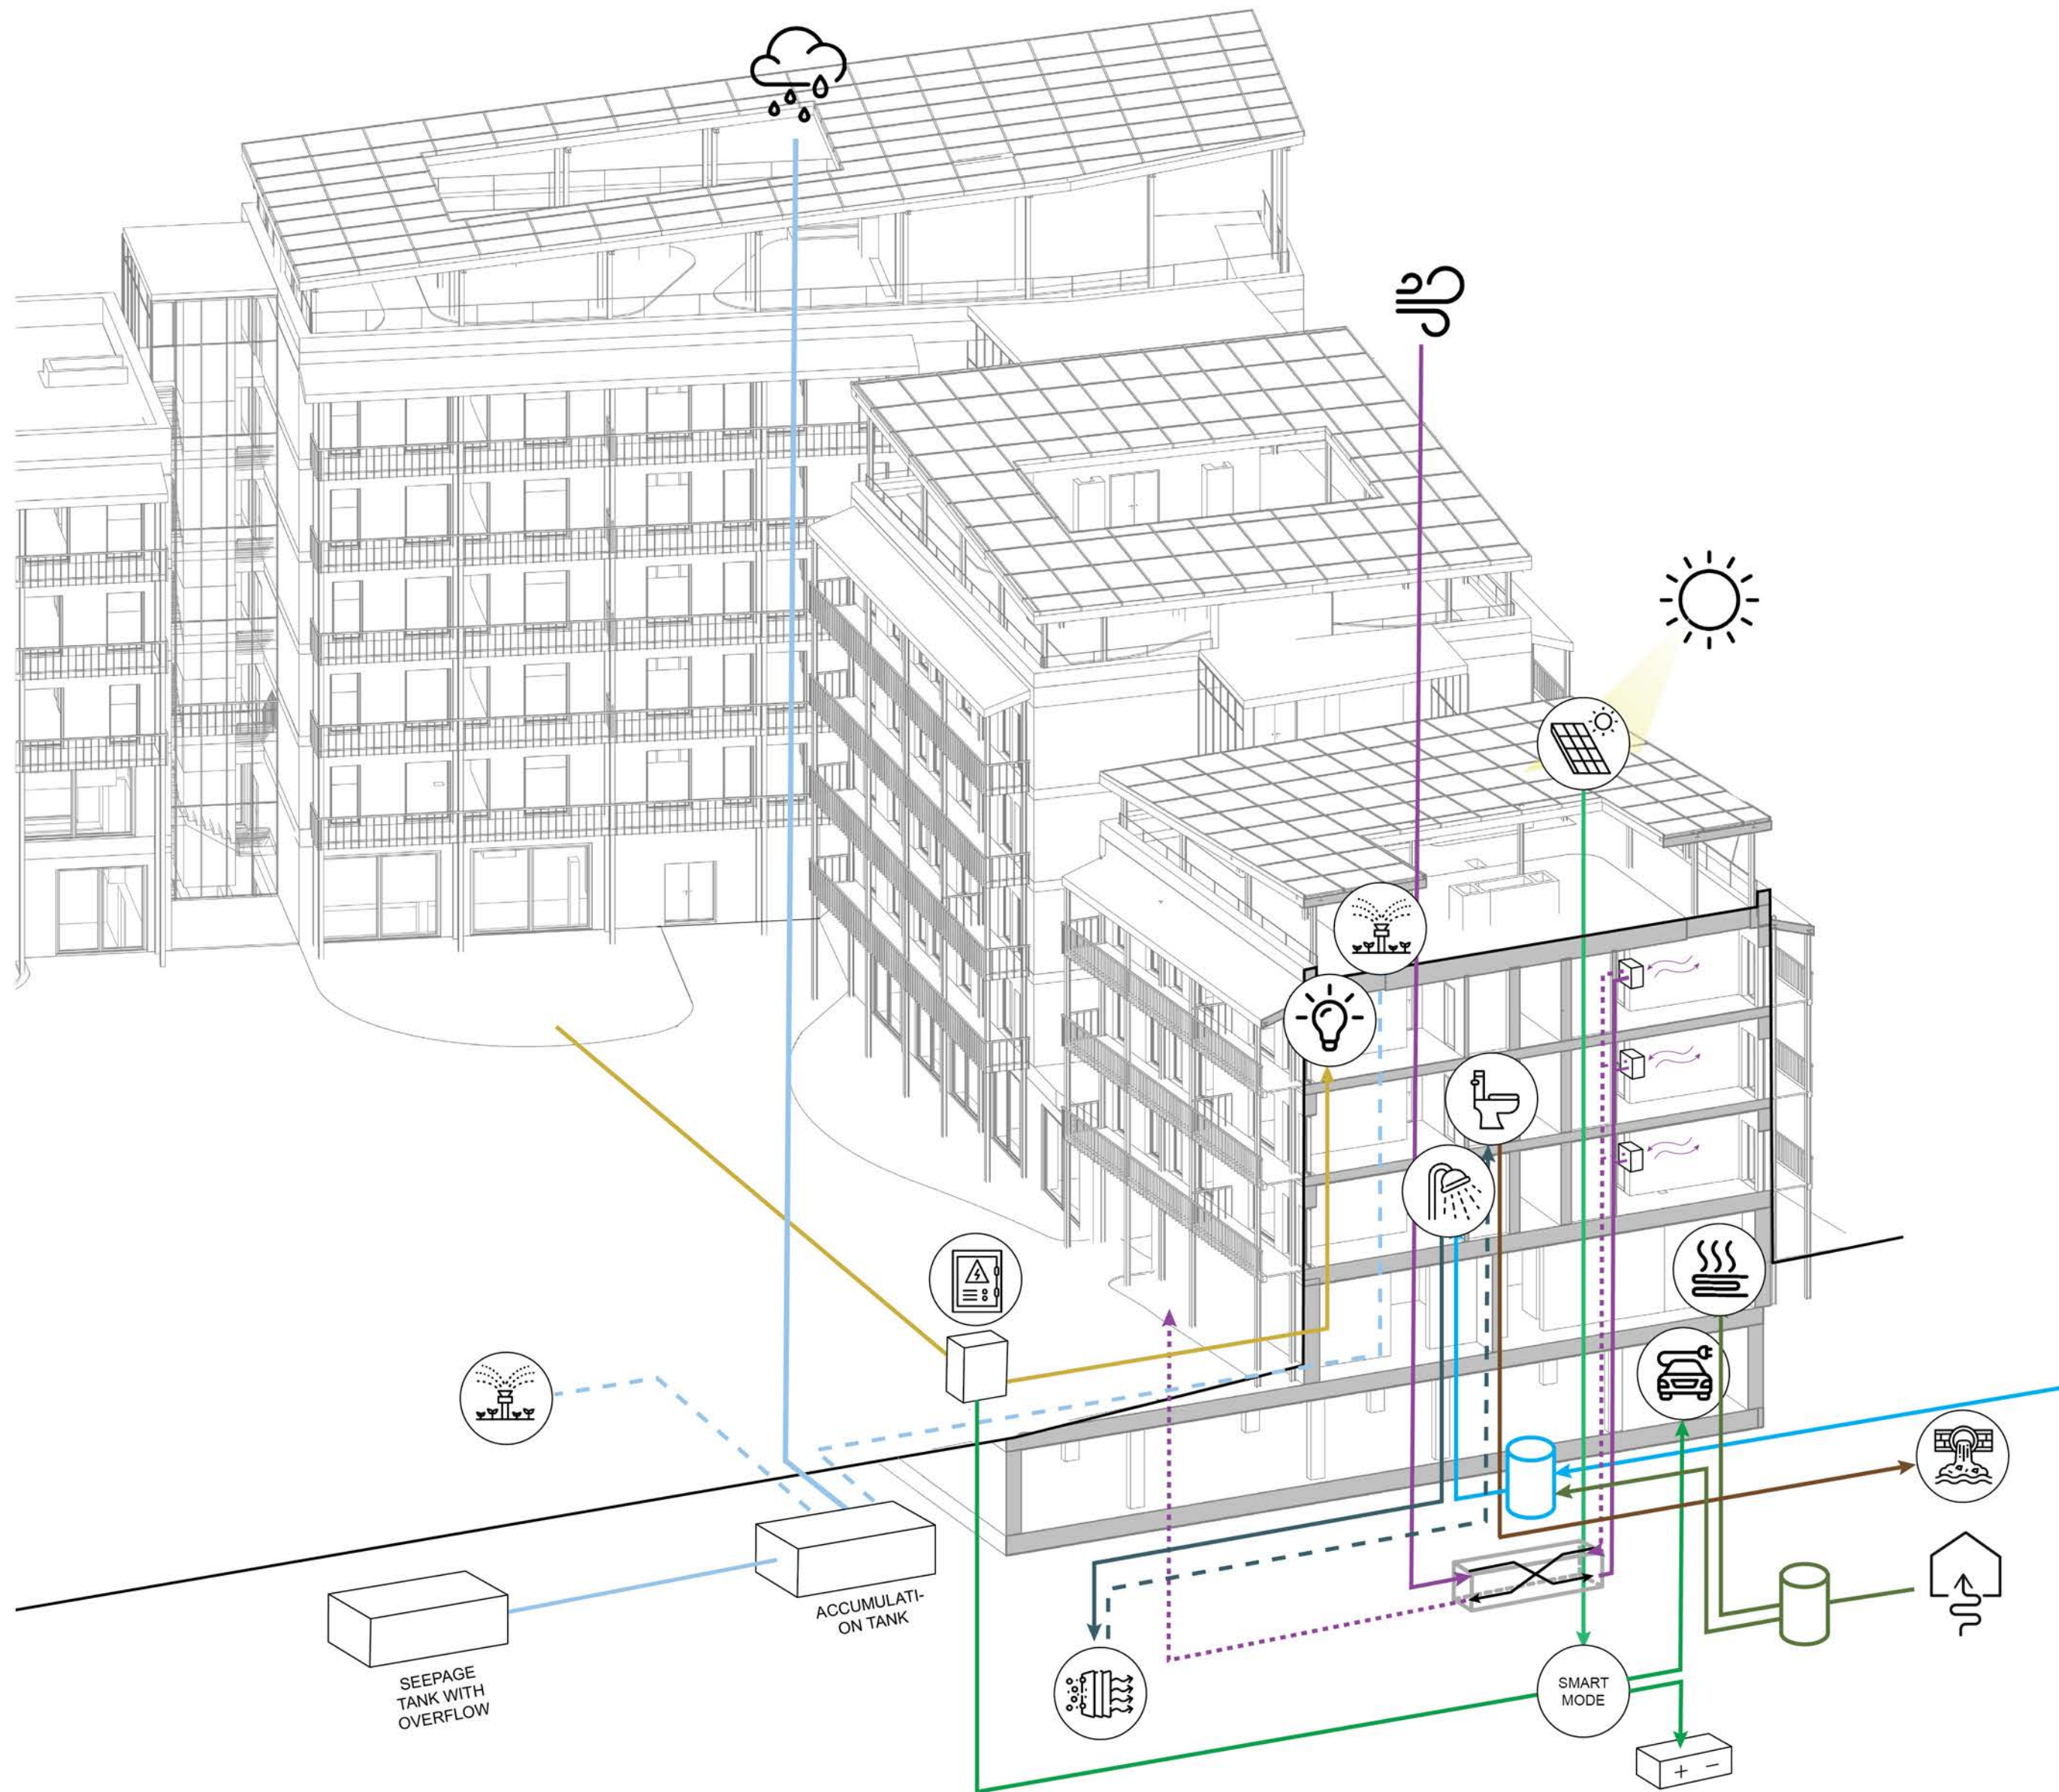 ACCUMULATI-
ON TANK
SEEPAGE
TANK WITH
OVERFLOW
SMART
MODE
+ −